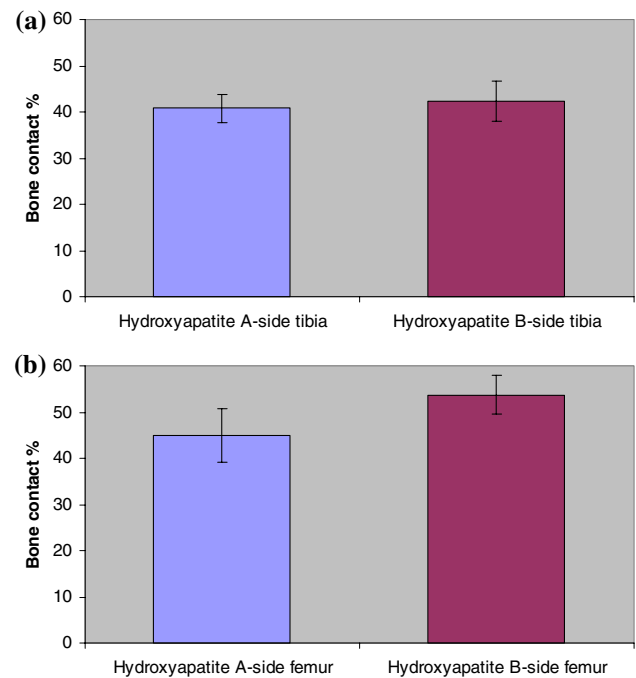 (a)
60
50
40
30
20
10
0
Bone contact %
Hydroxyapatite A-side tibia
Hydroxyapatite B-side tibia
(b)
60
50
40
30
20
10
0
Bone contact %
Hydroxyapatite A-side femur
Hydroxyapatite B-side femur